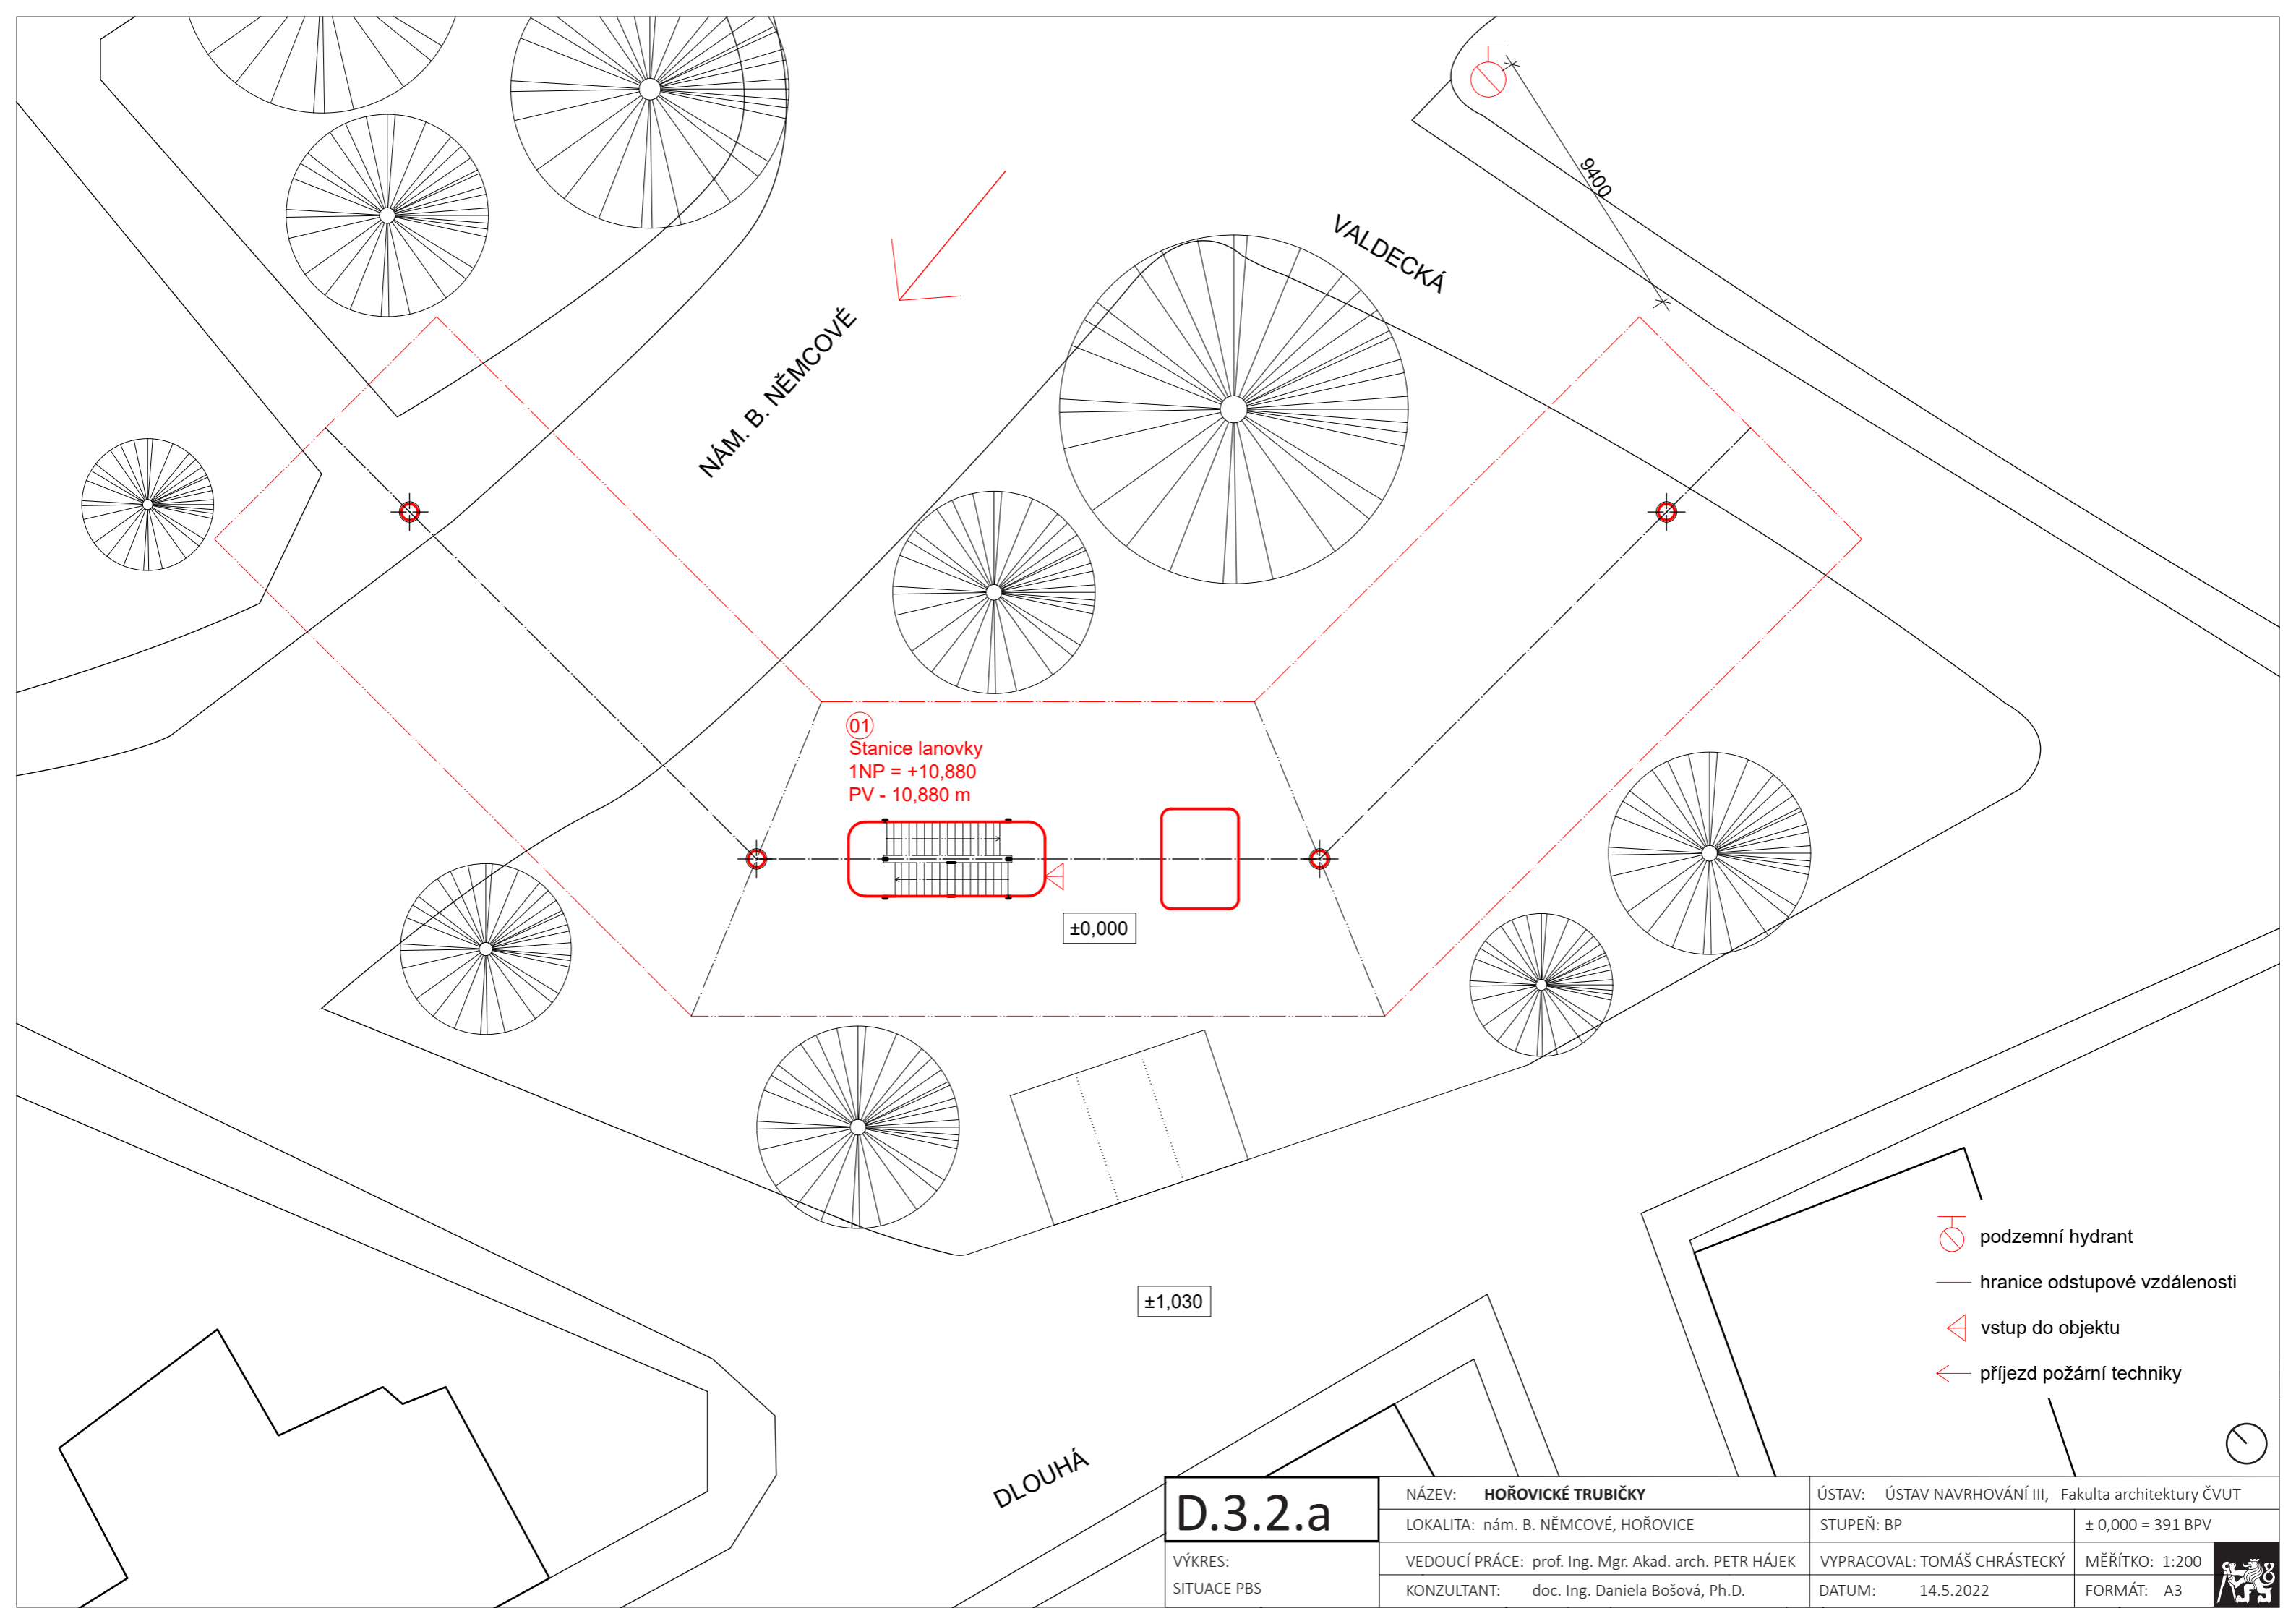 9400
VALDECKÁ
NÁM. B. NĚMCOVÉ
01
Stanice lanovky
1NP = +10,880
PV - 10,880 m
±0,000
±1,030
DLOUHÁ
podzemní hydrant
hranice odstupové vzdálenosti
vstup do objektu
příjezd požární techniky
D.3.2.a
VÝKRES:
SITUACE PBS
NÁZEV: HOŘOVICKÉ TRUBIČKY
ÚSTAV: ÚSTAV NAVRHOVÁNÍ III, Fakulta architektury ČVUT
LOKALITA: nám. B. NĚMCOVÉ, HOŘOVICE
STUPEŇ: BP
± 0,000 = 391 BPV
VEDOUCÍ PRÁCE: prof. Ing. Mgr. Akad. arch. PETR HÁJEK
VYPRACOVAL: TOMÁŠ CHRÁSTECKÝ
MĚŘÍTKO: 1:200
KONZULTANT: doc. Ing. Daniela Bošová, Ph.D.
DATUM: 14.5.2022
FORMÁT: A3